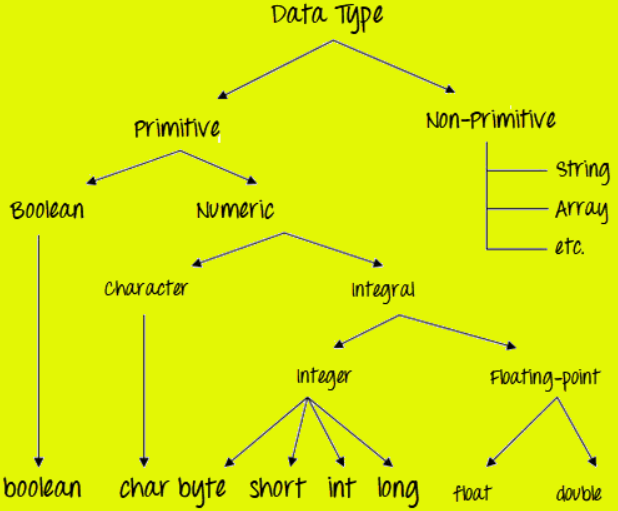 Data Type
Primitive
Non-Primitive
String
Array
etc.
Boolean
Numeric
Character
Integral
Integer
Floating-point
boolean
char
byte
short
int
long
float
double